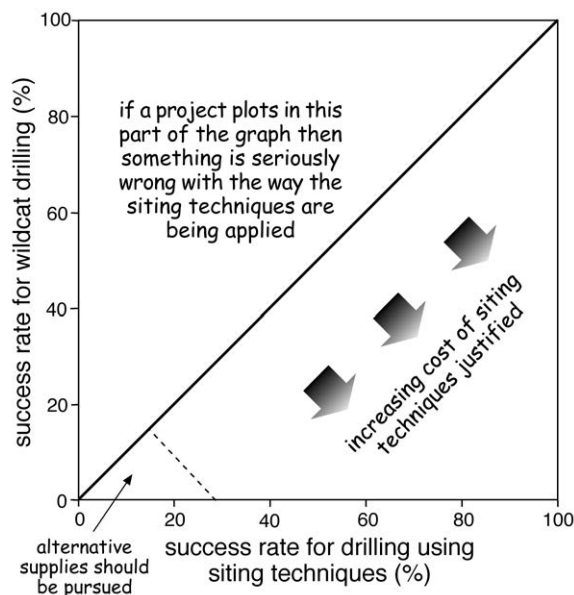 100
80
60
40
20
0
success rate for wildcat drilling (%)
if a project plots in this
part of the graph then
something is seriously
wrong with the way the
siting techniques are
being applied
increasing cost of siting
techniques justified
0
20
40
60
80
100
alternative
supplies should
be pursued
success rate for drilling using
siting techniques (%)